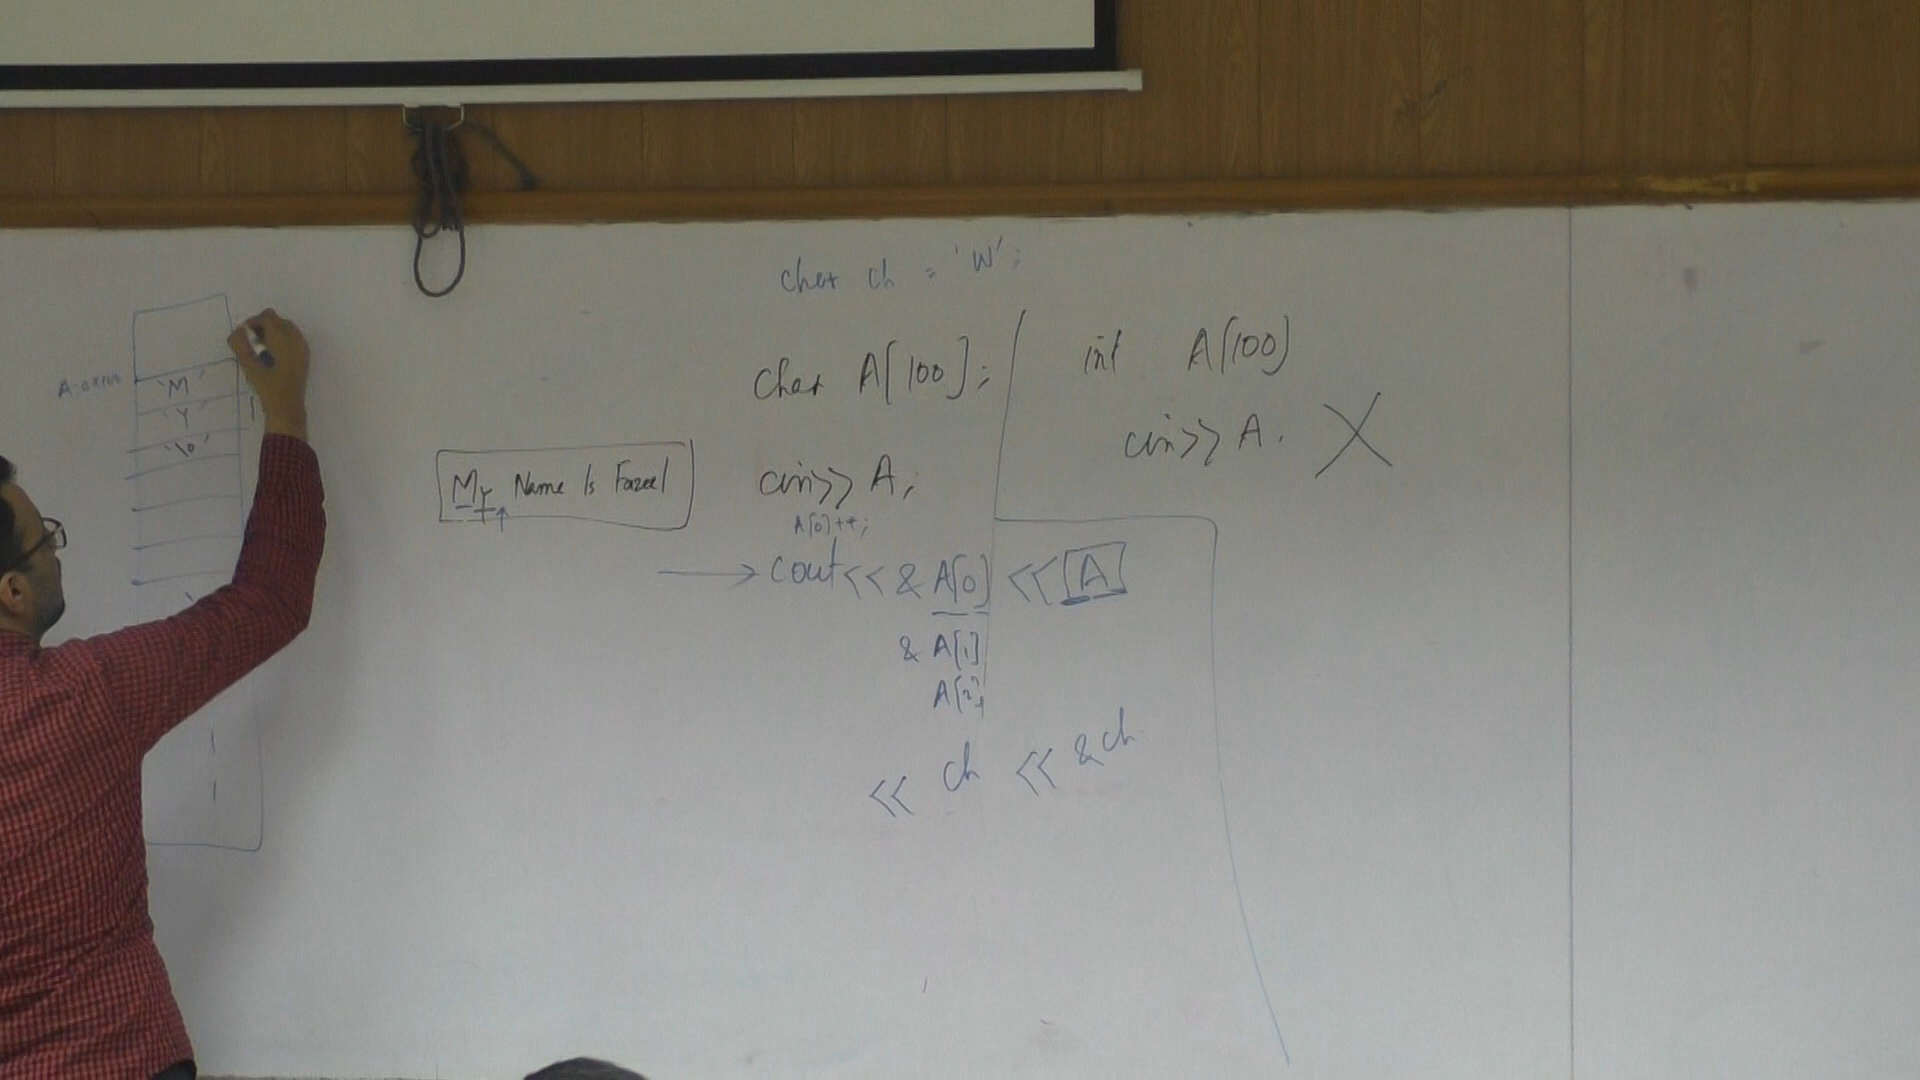 char ch = 'W';
char A[100];
int A[100]
cin>> A. X
A:0x100
'M'
'Y'
'\0'
My Name Is Fazeel
cin>> A;
A[0]++;
cout<< & A[0] << A
& A[1]
A[2]
<< ch << &ch